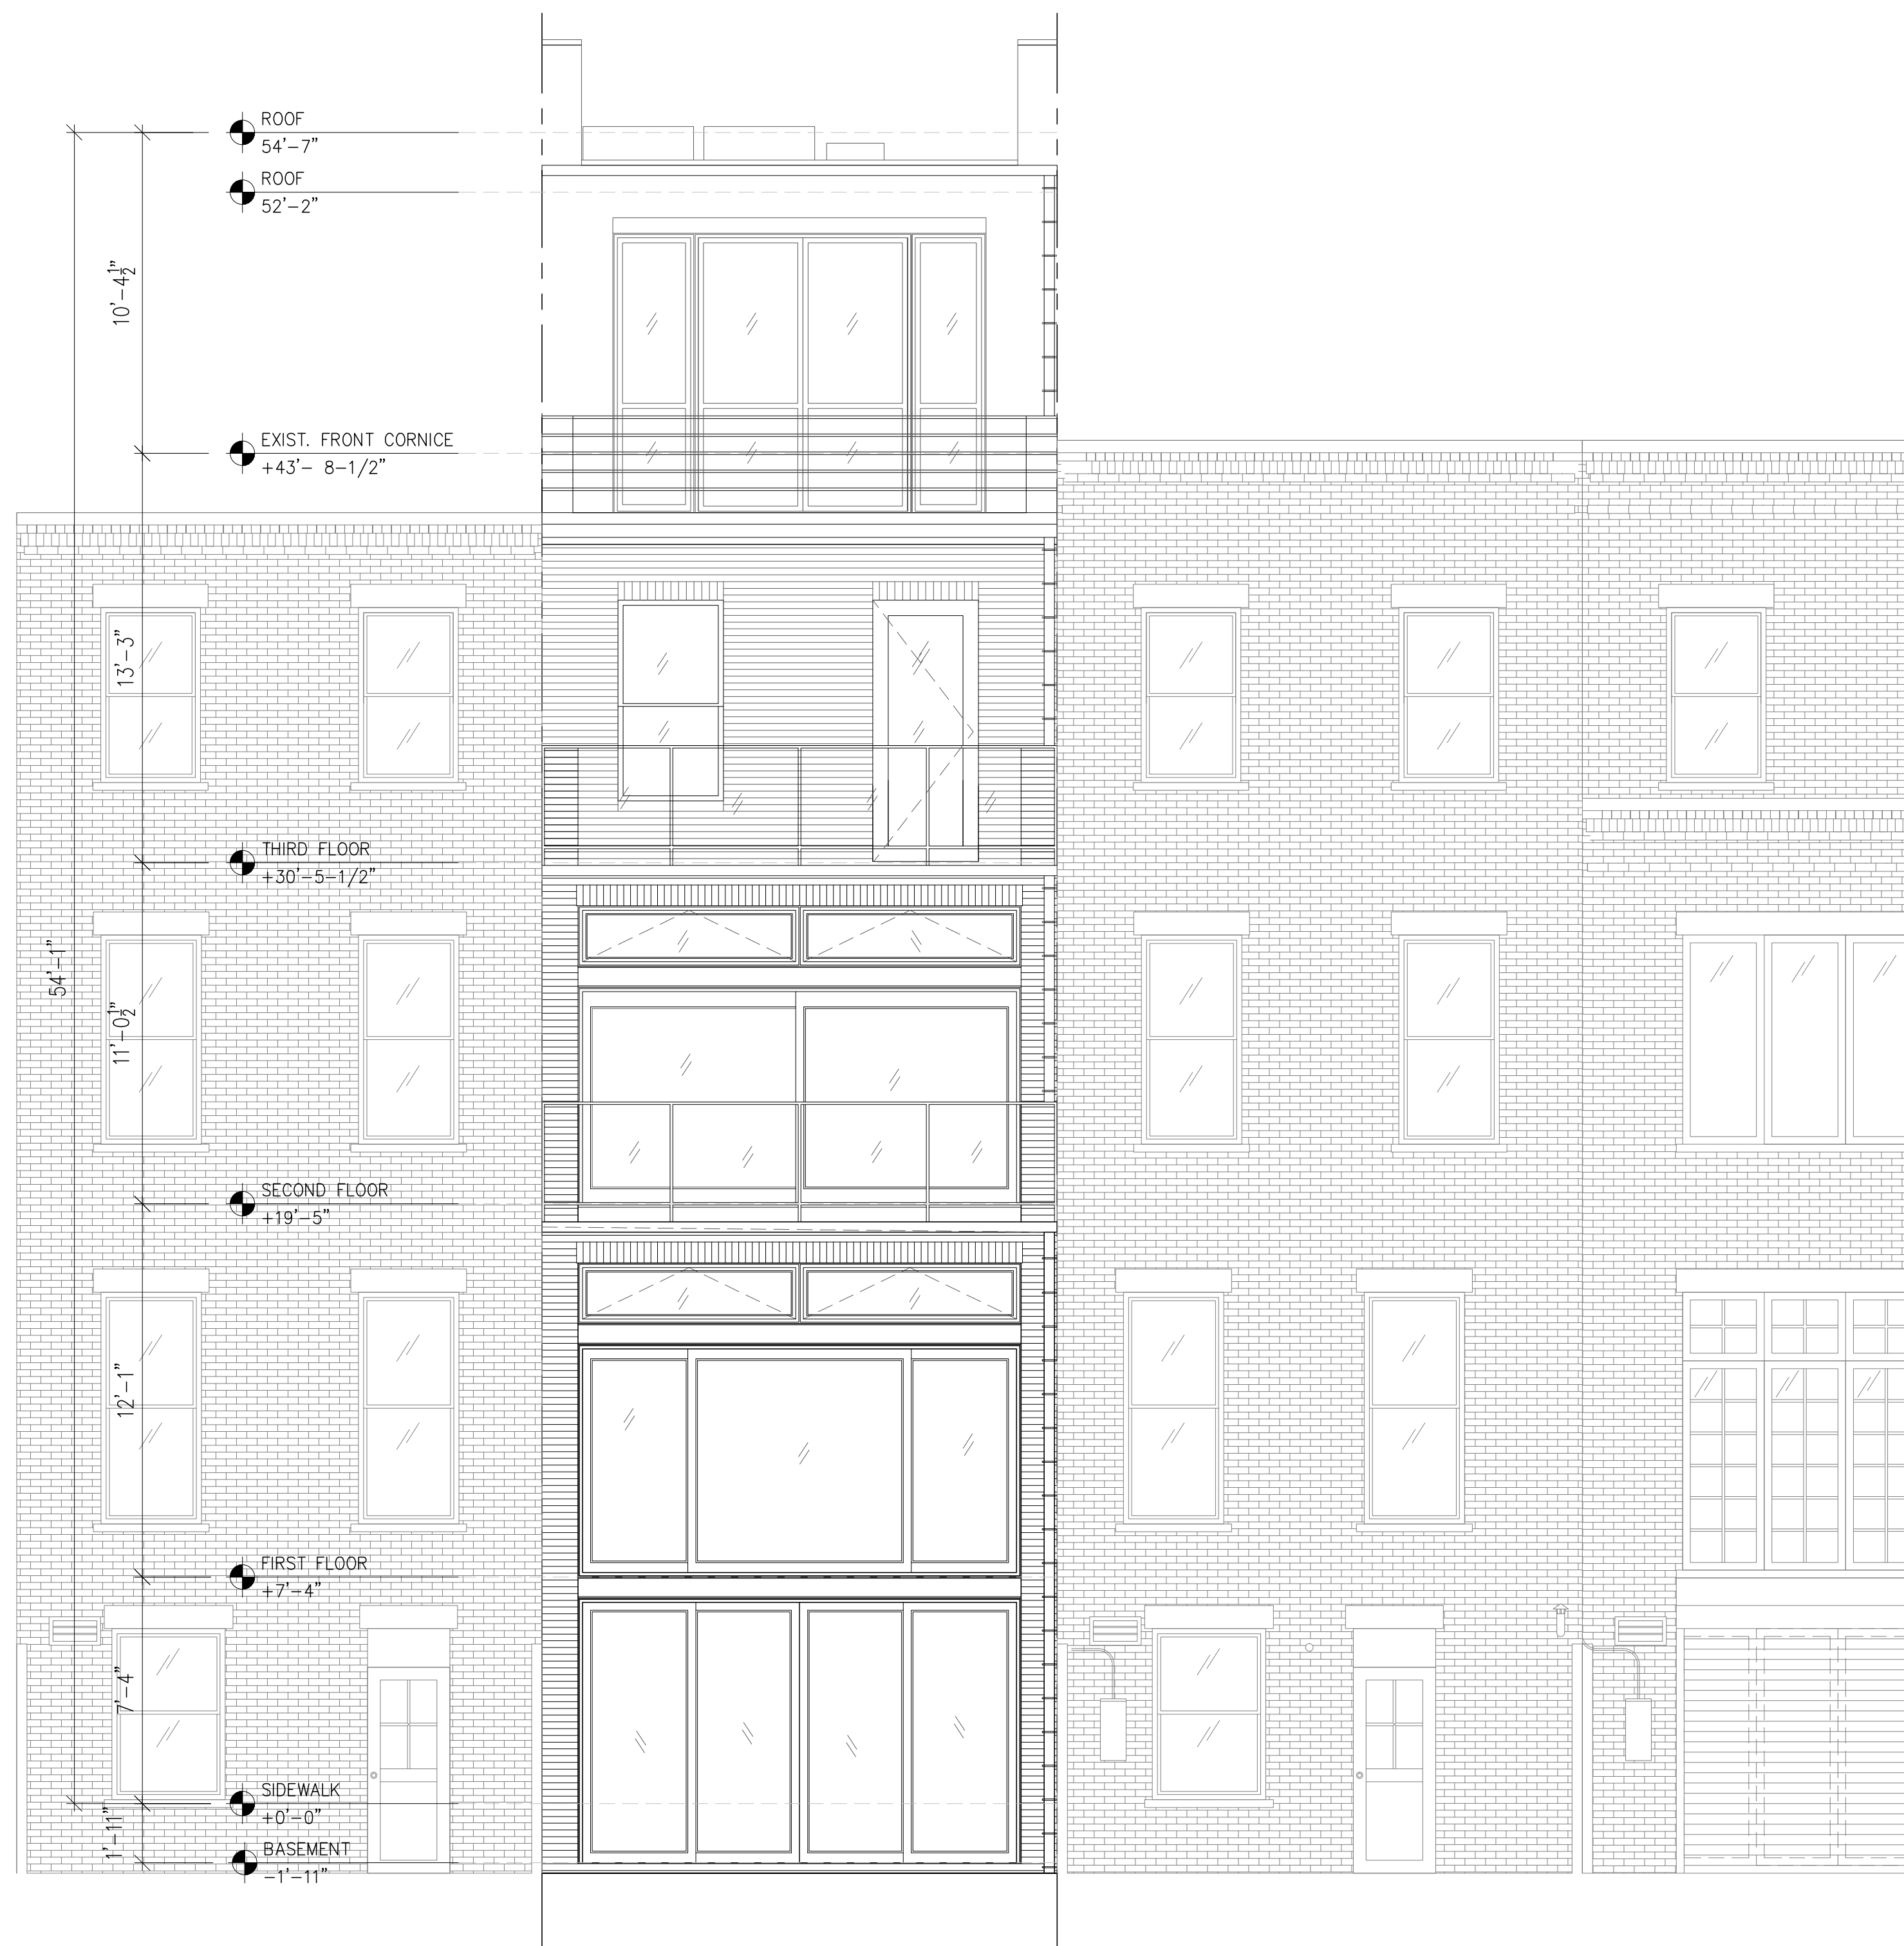 ROOF
54'-7"
ROOF
52'-2"
10'-4½"
EXIST. FRONT CORNICE
+43'- 8-1/2"
13'-3"
THIRD FLOOR
+30'-5-1/2"
54'-1"
11'-0½"
SECOND FLOOR
+19'-5"
12'-1"
FIRST FLOOR
+7'-4"
7'-4"
SIDEWALK
+0'-0"
1'-11"
BASEMENT
-1'-11"